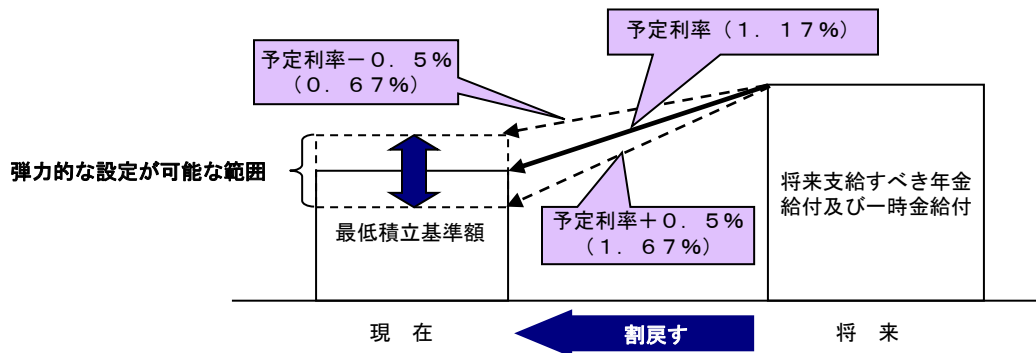 予定利率（１．１７％）
予定利率－０．５％
（０．６７％）
弾力的な設定が可能な範囲
将来支給すべき年金
給付及び一時金給付
最低積立基準額
予定利率＋０．５％
（１．６７％）
現　在
割戻す
将　来